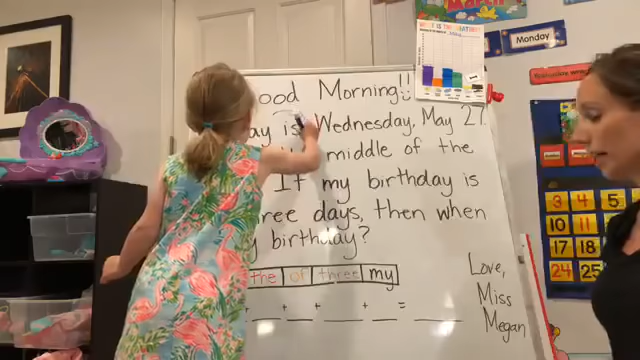 ood Morning!!
ay is Wednesday, May 27
middle of the
If my birthday is
ree days, then when
birthday?
the of three my
+ + + =
Love,
Miss
Megan
Monday
3 4 5
10 11 12
17 18
24 25